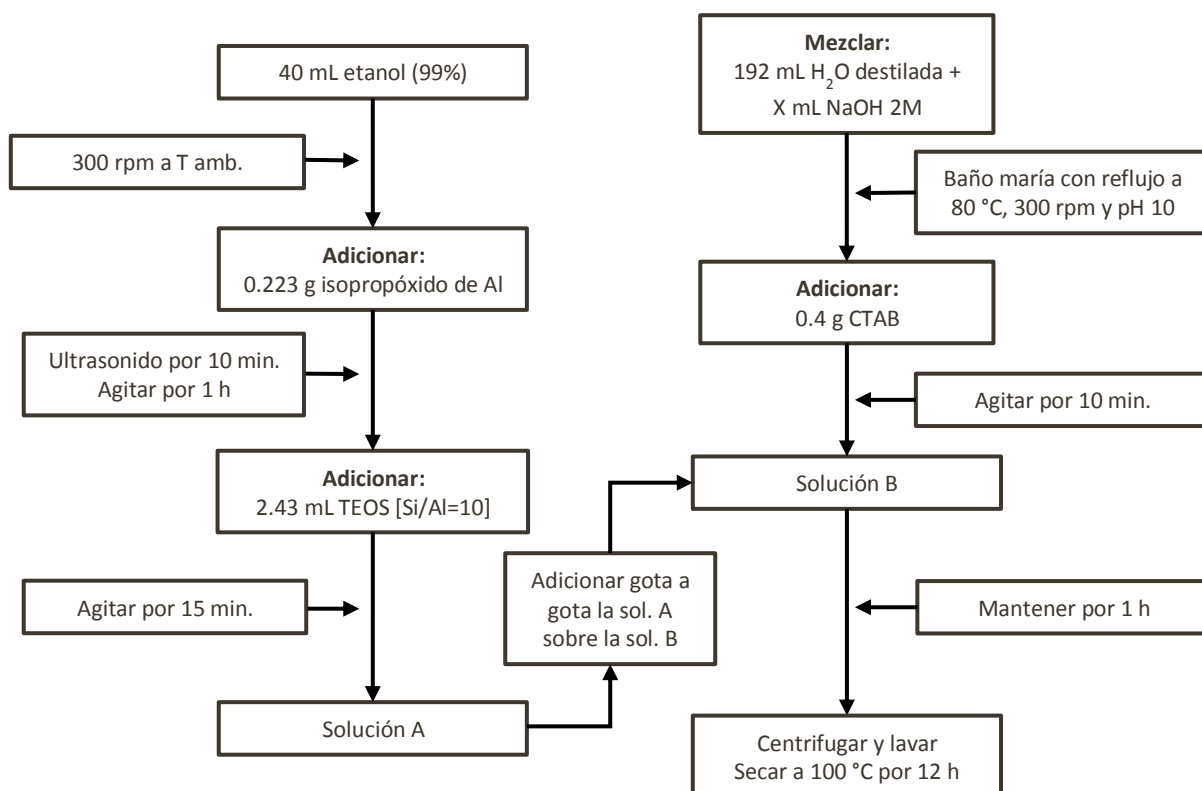 40 mL etanol (99%)
300 rpm a T amb.
Adicionar:
0.223 g isopropóxido de Al
Ultrasonido por 10 min.
Agitar por 1 h
Adicionar:
2.43 mL TEOS [Si/Al=10]
Agitar por 15 min.
Solución A
Adicionar gota a
gota la sol. A
sobre la sol. B
Mezclar:
192 mL H₂O destilada +
X mL NaOH 2M
Baño maría con reflujo a
80 °C, 300 rpm y pH 10
Adicionar:
0.4 g CTAB
Agitar por 10 min.
Solución B
Mantener por 1 h
Centrifugar y lavar
Secar a 100 °C por 12 h